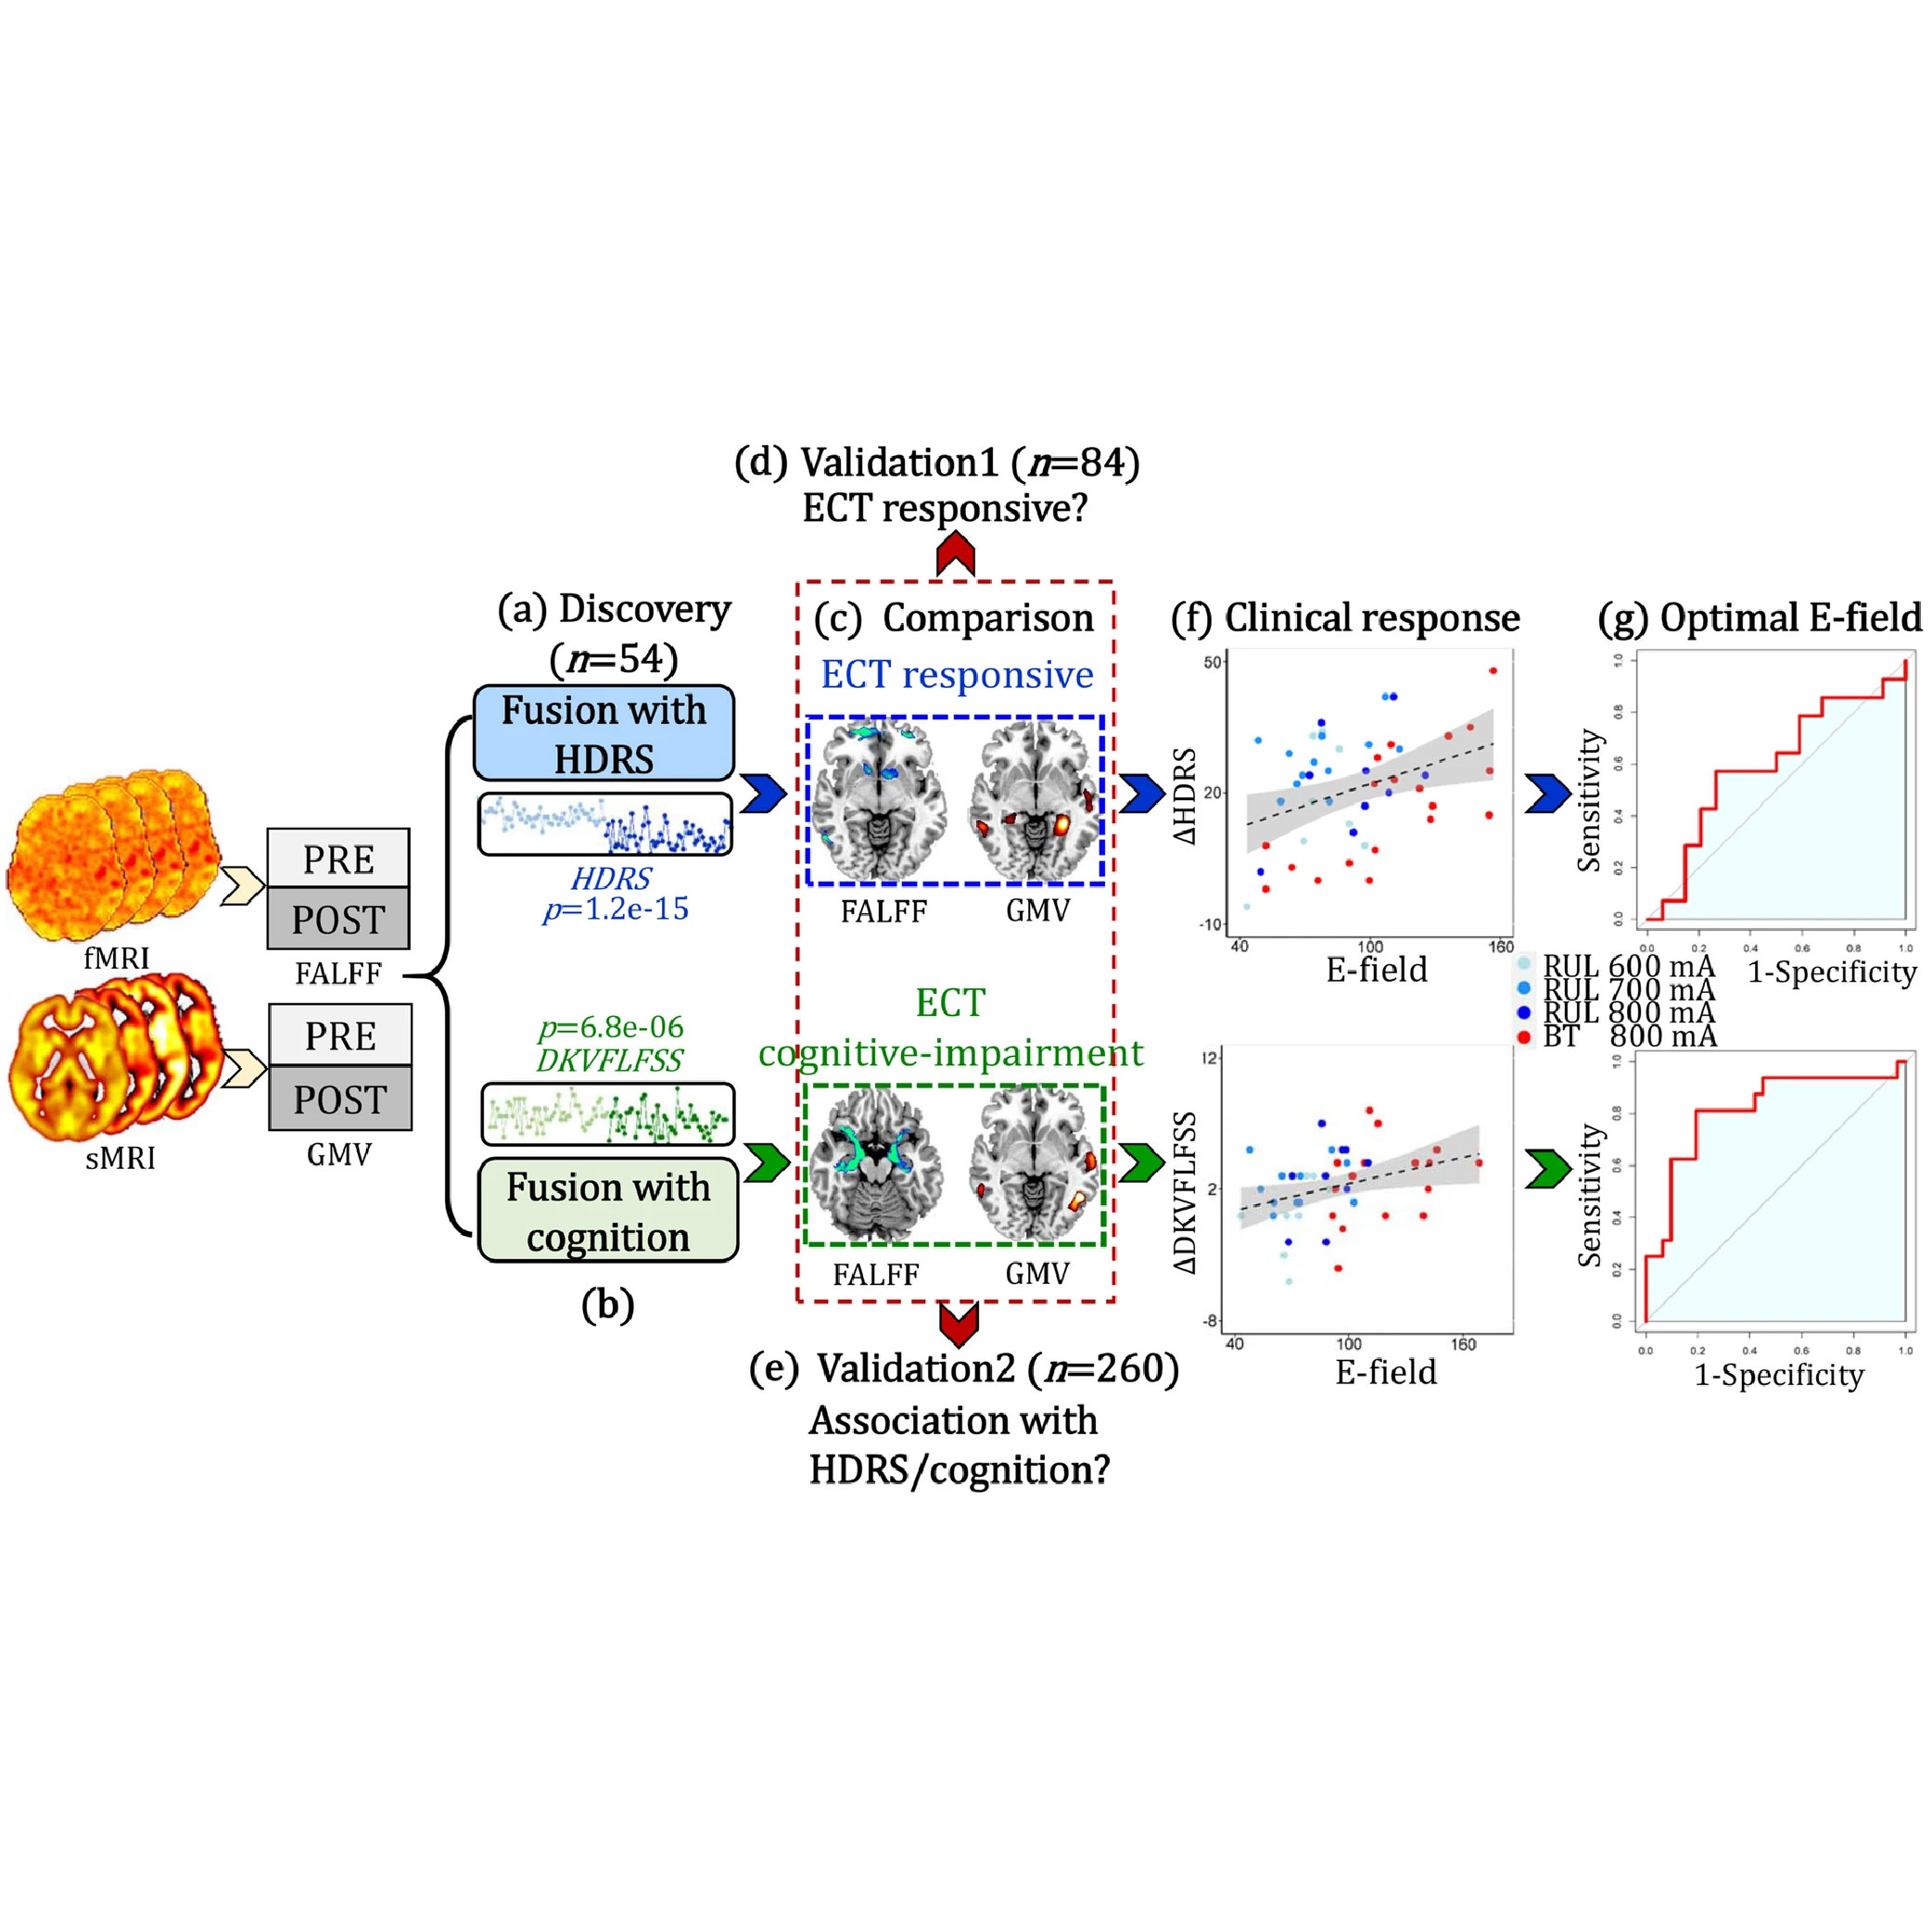 (d) Validation1 (n=84)
ECT responsive?
(a) Discovery
(n=54)
Fusion with
HDRS
HDRS
p=1.2e-15
fMRI
PRE
POST
FALFF
sMRI
PRE
POST
GMV
p=6.8e-06
DKVFLFSS
Fusion with
cognition
(b)
(c) Comparison
ECT responsive
FALFF GMV
ECT
cognitive-impairment
FALFF GMV
(e) Validation2 (n=260)
Association with
HDRS/cognition?
(f) Clinical response
ΔHDRS
50
20
-10
40 100 160
E-field
RUL 600 mA
RUL 700 mA
RUL 800 mA
BT 800 mA
ΔDKVFLFSS
12
2
-8
40 100 160
E-field
(g) Optimal E-field
Sensitivity
1.0
0.8
0.6
0.4
0.2
0.0
0.0 0.2 0.4 0.6 0.8 1.0
1-Specificity
Sensitivity
1.0
0.8
0.6
0.4
0.2
0.0
0.0 0.2 0.4 0.6 0.8 1.0
1-Specificity